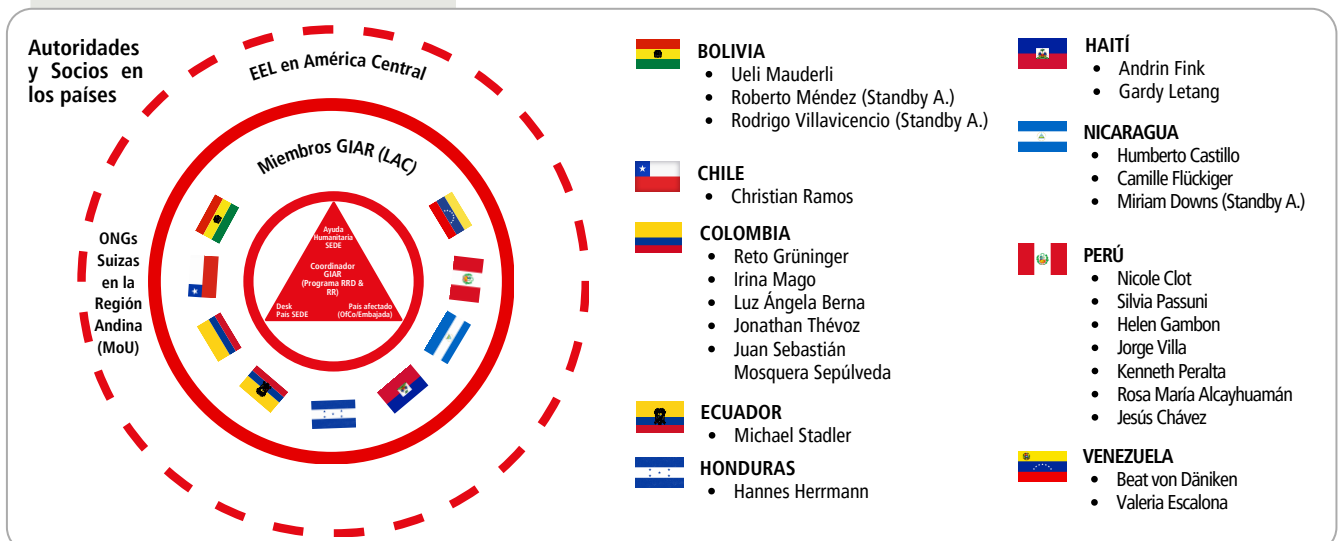 Autoridades
y Socios en
los países
EEL en América Central
Miembros GIAR (LAC)
ONGs
Suizas
en la
Región
Andina
(MoU)
Ayuda
Humanitaria
SEDE
Coordinador
GIAR
(Programa RRD &
RR)
Desk
País SEDE
País afectado
(OfCo/Embajada)
BOLIVIA
• Ueli Mauderli
• Roberto Méndez (Standby A.)
• Rodrigo Villavicencio (Standby A.)
CHILE
• Christian Ramos
COLOMBIA
• Reto Grüninger
• Irina Mago
• Luz Ángela Berna
• Jonathan Thévoz
• Juan Sebastián
Mosquera Sepúlveda
ECUADOR
• Michael Stadler
HONDURAS
• Hannes Herrmann
HAITÍ
• Andrin Fink
• Gardy Letang
NICARAGUA
• Humberto Castillo
• Camille Flückiger
• Miriam Downs (Standby A.)
PERÚ
• Nicole Clot
• Silvia Passuni
• Helen Gambon
• Jorge Villa
• Kenneth Peralta
• Rosa María Alcayhuamán
• Jesús Chávez
VENEZUELA
• Beat von Däniken
• Valeria Escalona